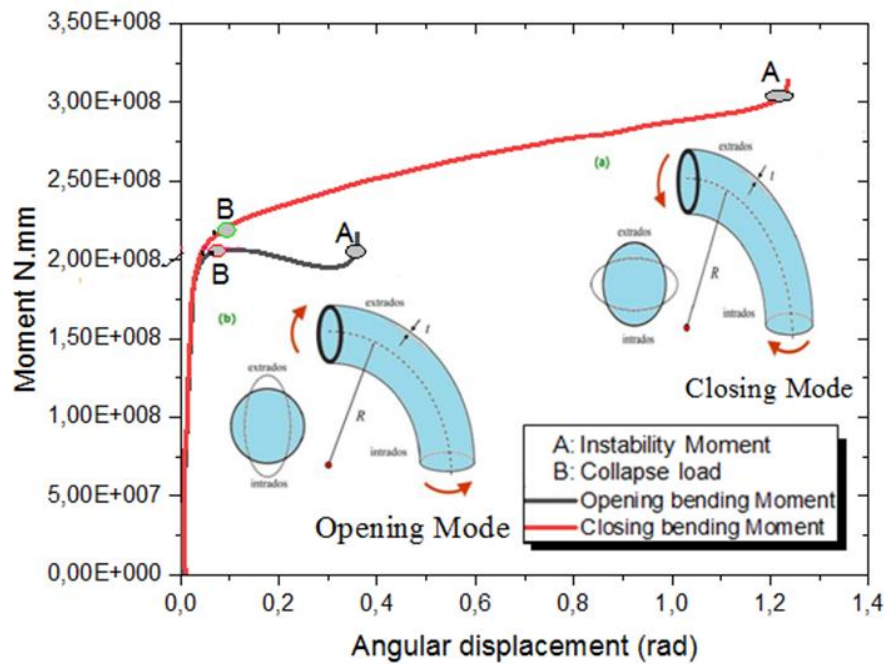 3,50E+008
3,00E+008
2,50E+008
2,00E+008
1,50E+008
1,00E+008
5,00E+007
0,00E+000
Moment N.mm
0,0 0,2 0,4 0,6 0,8 1,0 1,2 1,4
Angular displacement (rad)
A
B
A
B
(a)
extrados
t
R
extrados
intrados
intrados
Closing Mode
(b)
extrados
t
R
extrados
intrados
intrados
Opening Mode
A: Instability Moment
B: Collapse load
Opening bending Moment
Closing bending Moment